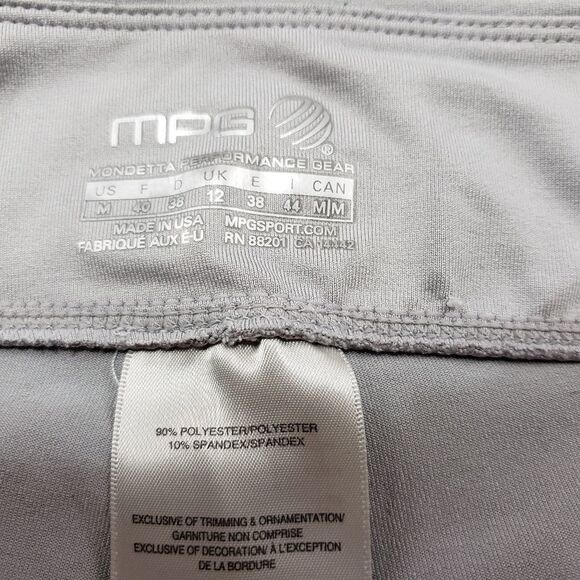 MPG
MONDETTA PERFORMANCE GEAR
US F D UK E I CAN
M 40 38 12 38 44 M|M
MADE IN USA MPGSPORT.COM
FABRIQUÉ AUX É-U RN 88201 CA 14442
90% POLYESTER/POLYESTER
10% SPANDEX/SPANDEX
EXCLUSIVE OF TRIMMING & ORNAMENTATION/
GARNITURE NON COMPRISE
EXCLUSIVE OF DECORATION/ À L'EXCEPTION
DE LA BORDURE